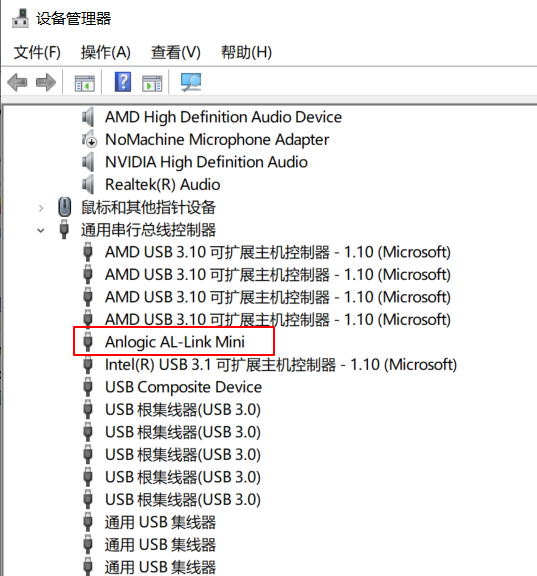 设备管理器
文件(F) 操作(A) 查看(V) 帮助(H)
AMD High Definition Audio Device
NoMachine Microphone Adapter
NVIDIA High Definition Audio
Realtek(R) Audio
鼠标和其他指针设备
通用串行总线控制器
AMD USB 3.10 可扩展主机控制器 - 1.10 (Microsoft)
AMD USB 3.10 可扩展主机控制器 - 1.10 (Microsoft)
AMD USB 3.10 可扩展主机控制器 - 1.10 (Microsoft)
AMD USB 3.10 可扩展主机控制器 - 1.10 (Microsoft)
Anlogic AL-Link Mini
Intel(R) USB 3.1 可扩展主机控制器 - 1.10 (Microsoft)
USB Composite Device
USB 根集线器(USB 3.0)
USB 根集线器(USB 3.0)
USB 根集线器(USB 3.0)
USB 根集线器(USB 3.0)
USB 根集线器(USB 3.0)
通用 USB 集线器
通用 USB 集线器
通用 USB 集线器